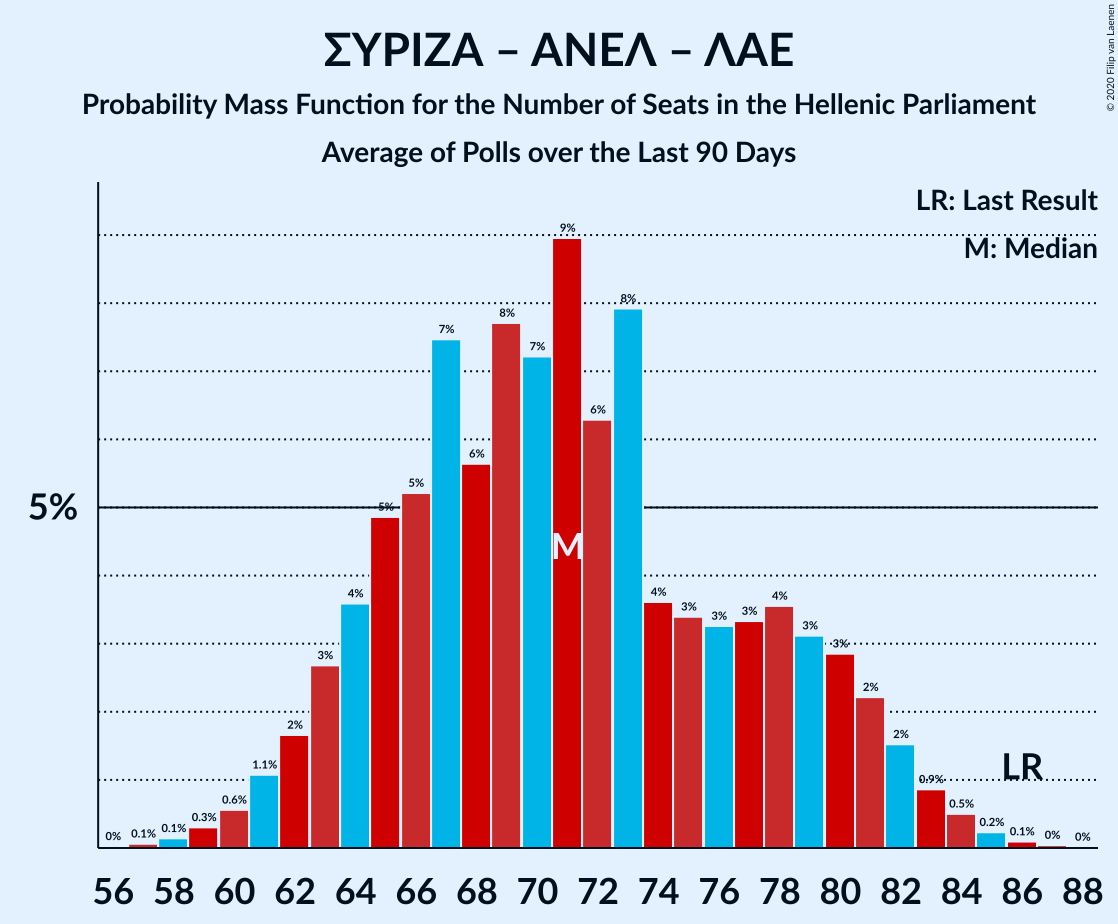 ΣΥΡΙΖΑ – ΑΝΕΛ – ΛΑΕ
Probability Mass Function for the Number of Seats in the Hellenic Parliament
Average of Polls over the Last 90 Days
© 2020 Filip van Laenen
LR: Last Result
M: Median
5%
0% 0.1% 0.1% 0.3% 0.6% 1.1% 2% 3% 4% 5% 5% 7% 6% 8% 7% 9% 6% 8% 4% 3% 3% 3% 4% 3% 3% 2% 2% 0.9% 0.5% 0.2% 0.1% 0% 0%
M
LR
56 58 60 62 64 66 68 70 72 74 76 78 80 82 84 86 88